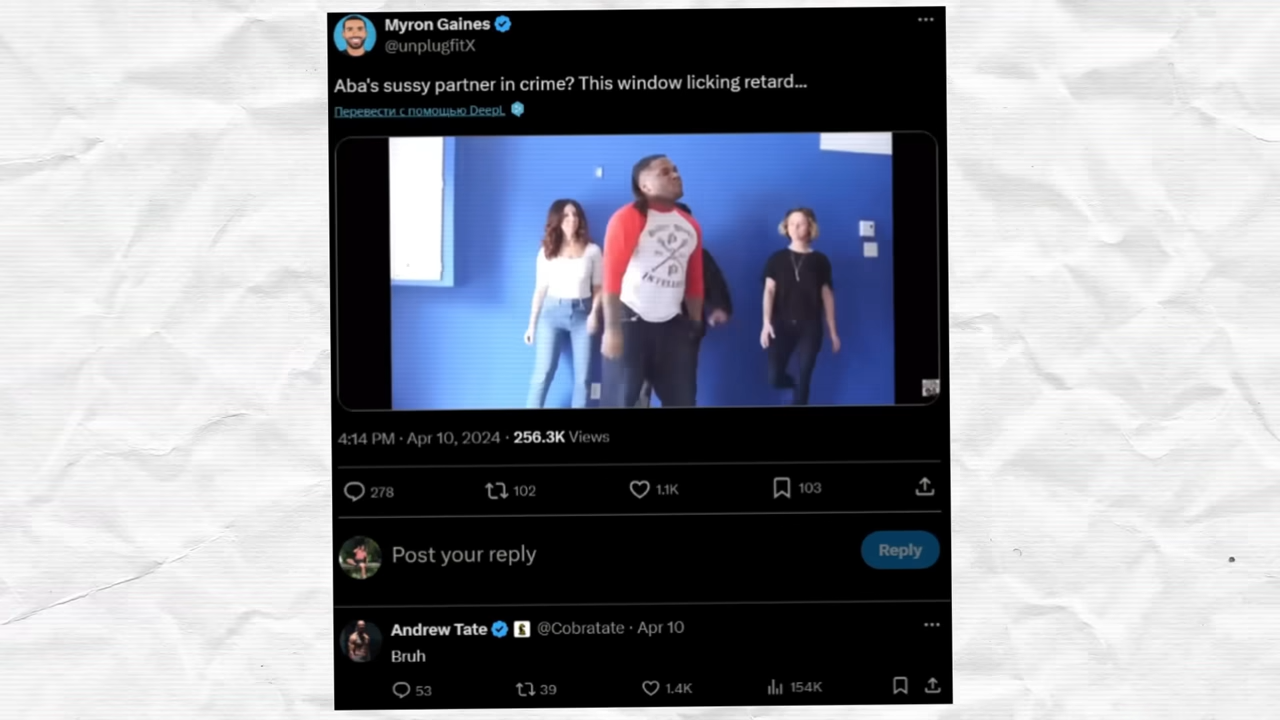 Myron Gaines
@unplugfitX
Aba's sussy partner in crime? This window licking retard...
Перевести с помощью DeepL
4:14 PM · Apr 10, 2024 · 256.3K Views
278
102
1.1K
103
Post your reply
Reply
Andrew Tate @Cobratate · Apr 10
Bruh
53
39
1.4K
154K